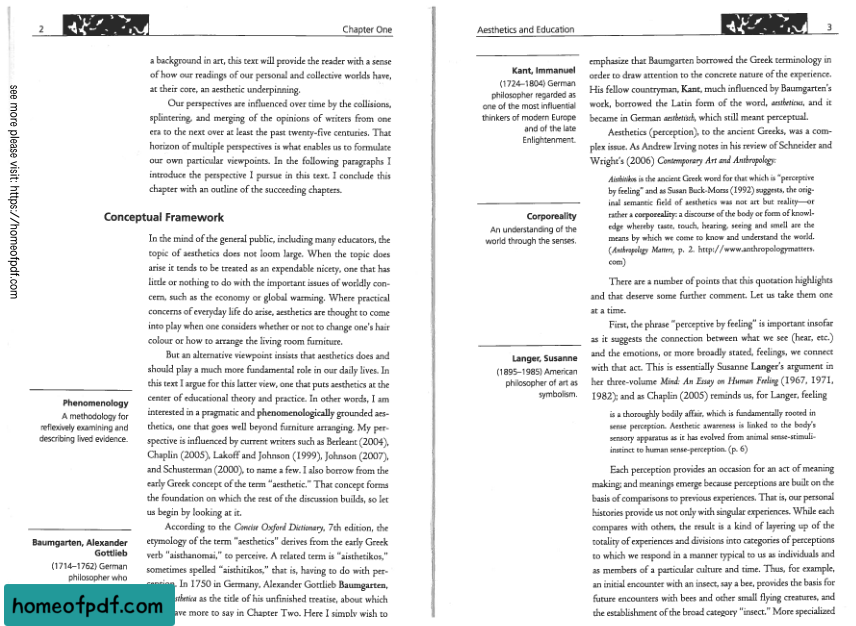 see more please visit: https://homeofpdf.com
2
Chapter One
a background in art, this text will provide the reader with a sense
of how our readings of our personal and collective worlds have,
at their core, an aesthetic underpinning.
Our perspectives are influenced over time by the collisions,
splintering, and merging of the opinions of writers from one
era to the next over at least the past twenty-five centuries. That
horizon of multiple perspectives is what enables us to formulate
our own particular viewpoints. In the following paragraphs I
introduce the perspective I pursue in this text. I conclude this
chapter with an outline of the succeeding chapters.
Conceptual Framework
In the mind of the general public, including many educators, the
topic of aesthetics does not loom large. When the topic does
arise it tends to be treated as an expendable nicety, one that has
little or nothing to do with the important issues of worldly con-
cern, such as the economy or global warming. Where practical
concerns of everyday life do arise, aesthetics are thought to come
into play when one considers whether or not to change one's hair
colour or how to arrange the living room furniture.
But an alternative viewpoint insists that aesthetics does and
should play a much more fundamental role in our daily lives. In
this text I argue for this latter view, one that puts aesthetics at the
center of educational theory and practice. In other words, I am
interested in a pragmatic and phenomenologically grounded aes-
thetics, one that goes well beyond furniture arranging. My per-
spective is influenced by current writers such as Berleant (2004),
Chaplin (2005), Lakoff and Johnson (1999), Johnson (2007),
and Schusterman (2000), to name a few. I also borrow from the
early Greek concept of the term "aesthetic." That concept forms
the foundation on which the rest of the discussion builds, so let
us begin by looking at it.
According to the Concise Oxford Dictionary, 7th edition, the
etymology of the term "aesthetics" derives from the early Greek
verb "aisthanomai," to perceive. A related term is "aisthetikos,"
sometimes spelled "aisthitikos," that is, having to do with per-
ception. In 1750 in Germany, Alexander Gottlieb Baumgarten,
as the title of his unfinished treatise, about which
have more to say in Chapter Two. Here I simply wish to
Phenomenology
A methodology for
reflexively examining and
describing lived evidence.
Baumgarten, Alexander
Gottlieb
(1714–1762) German
philosopher who
homeofpdf.com
Aesthetics and Education
3
Kant, Immanuel
(1724–1804) German
philosopher regarded as
one of the most influential
thinkers of modern Europe
and of the late
Enlightenment.
Corporeality
An understanding of the
world through the senses.
Langer, Susanne
(1895–1985) American
philosopher of art as
symbolism.
emphasize that Baumgarten borrowed the Greek terminology in
order to draw attention to the concrete nature of the experience.
His fellow countryman, Kant, much influenced by Baumgarten's
work, borrowed the Latin form of the word, aestheticus, and it
became in German aesthetisch, which still meant perceptual.
Aesthetics (perception), to the ancient Greeks, was a com-
plex issue. As Andrew Irving notes in his review of Schneider and
Wright's (2006) Contemporary Art and Anthropology:
Aisthitikos is the ancient Greek word for that which is "perceptive
by feeling" and as Susan Buck-Morss (1992) suggests, the orig-
inal semantic field of aesthetics was not art but reality—or
rather a corporeality: a discourse of the body or form of knowl-
edge whereby taste, touch, hearing, seeing and smell are the
means by which we come to know and understand the world.
(Anthropology Matters, p. 2. http://www.anthropologymatters.
com)
There are a number of points that this quotation highlights
and that deserve some further comment. Let us take them one
at a time.
First, the phrase "perceptive by feeling" is important insofar
as it suggests the connection between what we see (hear, etc.)
and the emotions, or more broadly stated, feelings, we connect
with that act. This is essentially Susanne Langer's argument in
her three-volume Mind: An Essay on Human Feeling (1967, 1971,
1982); and as Chaplin (2005) reminds us, for Langer, feeling
is a thoroughly bodily affair, which is fundamentally rooted in
sense perception. Aesthetic awareness is linked to the body's
sensory apparatus as it has evolved from animal sense-stimuli-
instinct to human sense-perception. (p. 6)
Each perception provides an occasion for an act of meaning
making; and meanings emerge because perceptions are built on the
basis of comparisons to previous experiences. That is, our personal
histories provide us not only with singular experiences. While each
compares with others, the result is a kind of layering up of the
totality of experiences and divisions into categories of perceptions
to which we respond in a manner typical to us as individuals and
as members of a particular culture and time. Thus, for example,
an initial encounter with an insect, say a bee, provides the basis for
future encounters with bees and other small flying creatures, and
the establishment of the broad category "insect." More specialized